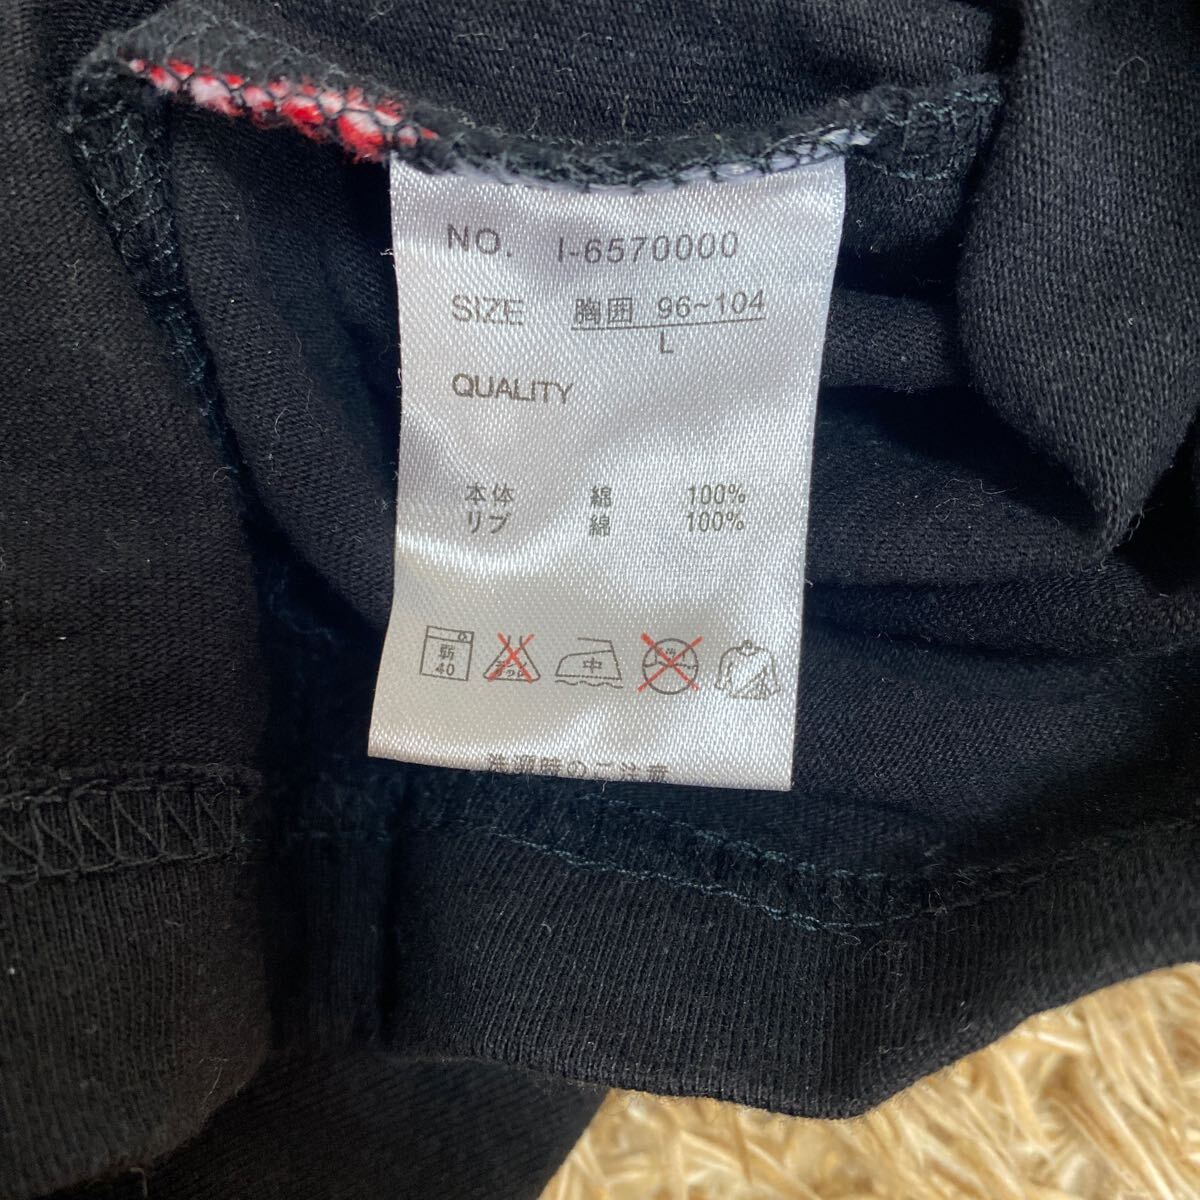 NO. I-6570000
SIZE 胸囲 96~104
L
QUALITY
本体 綿 100%
リブ 綿 100%
弱
40
中
洗濯時のご注意